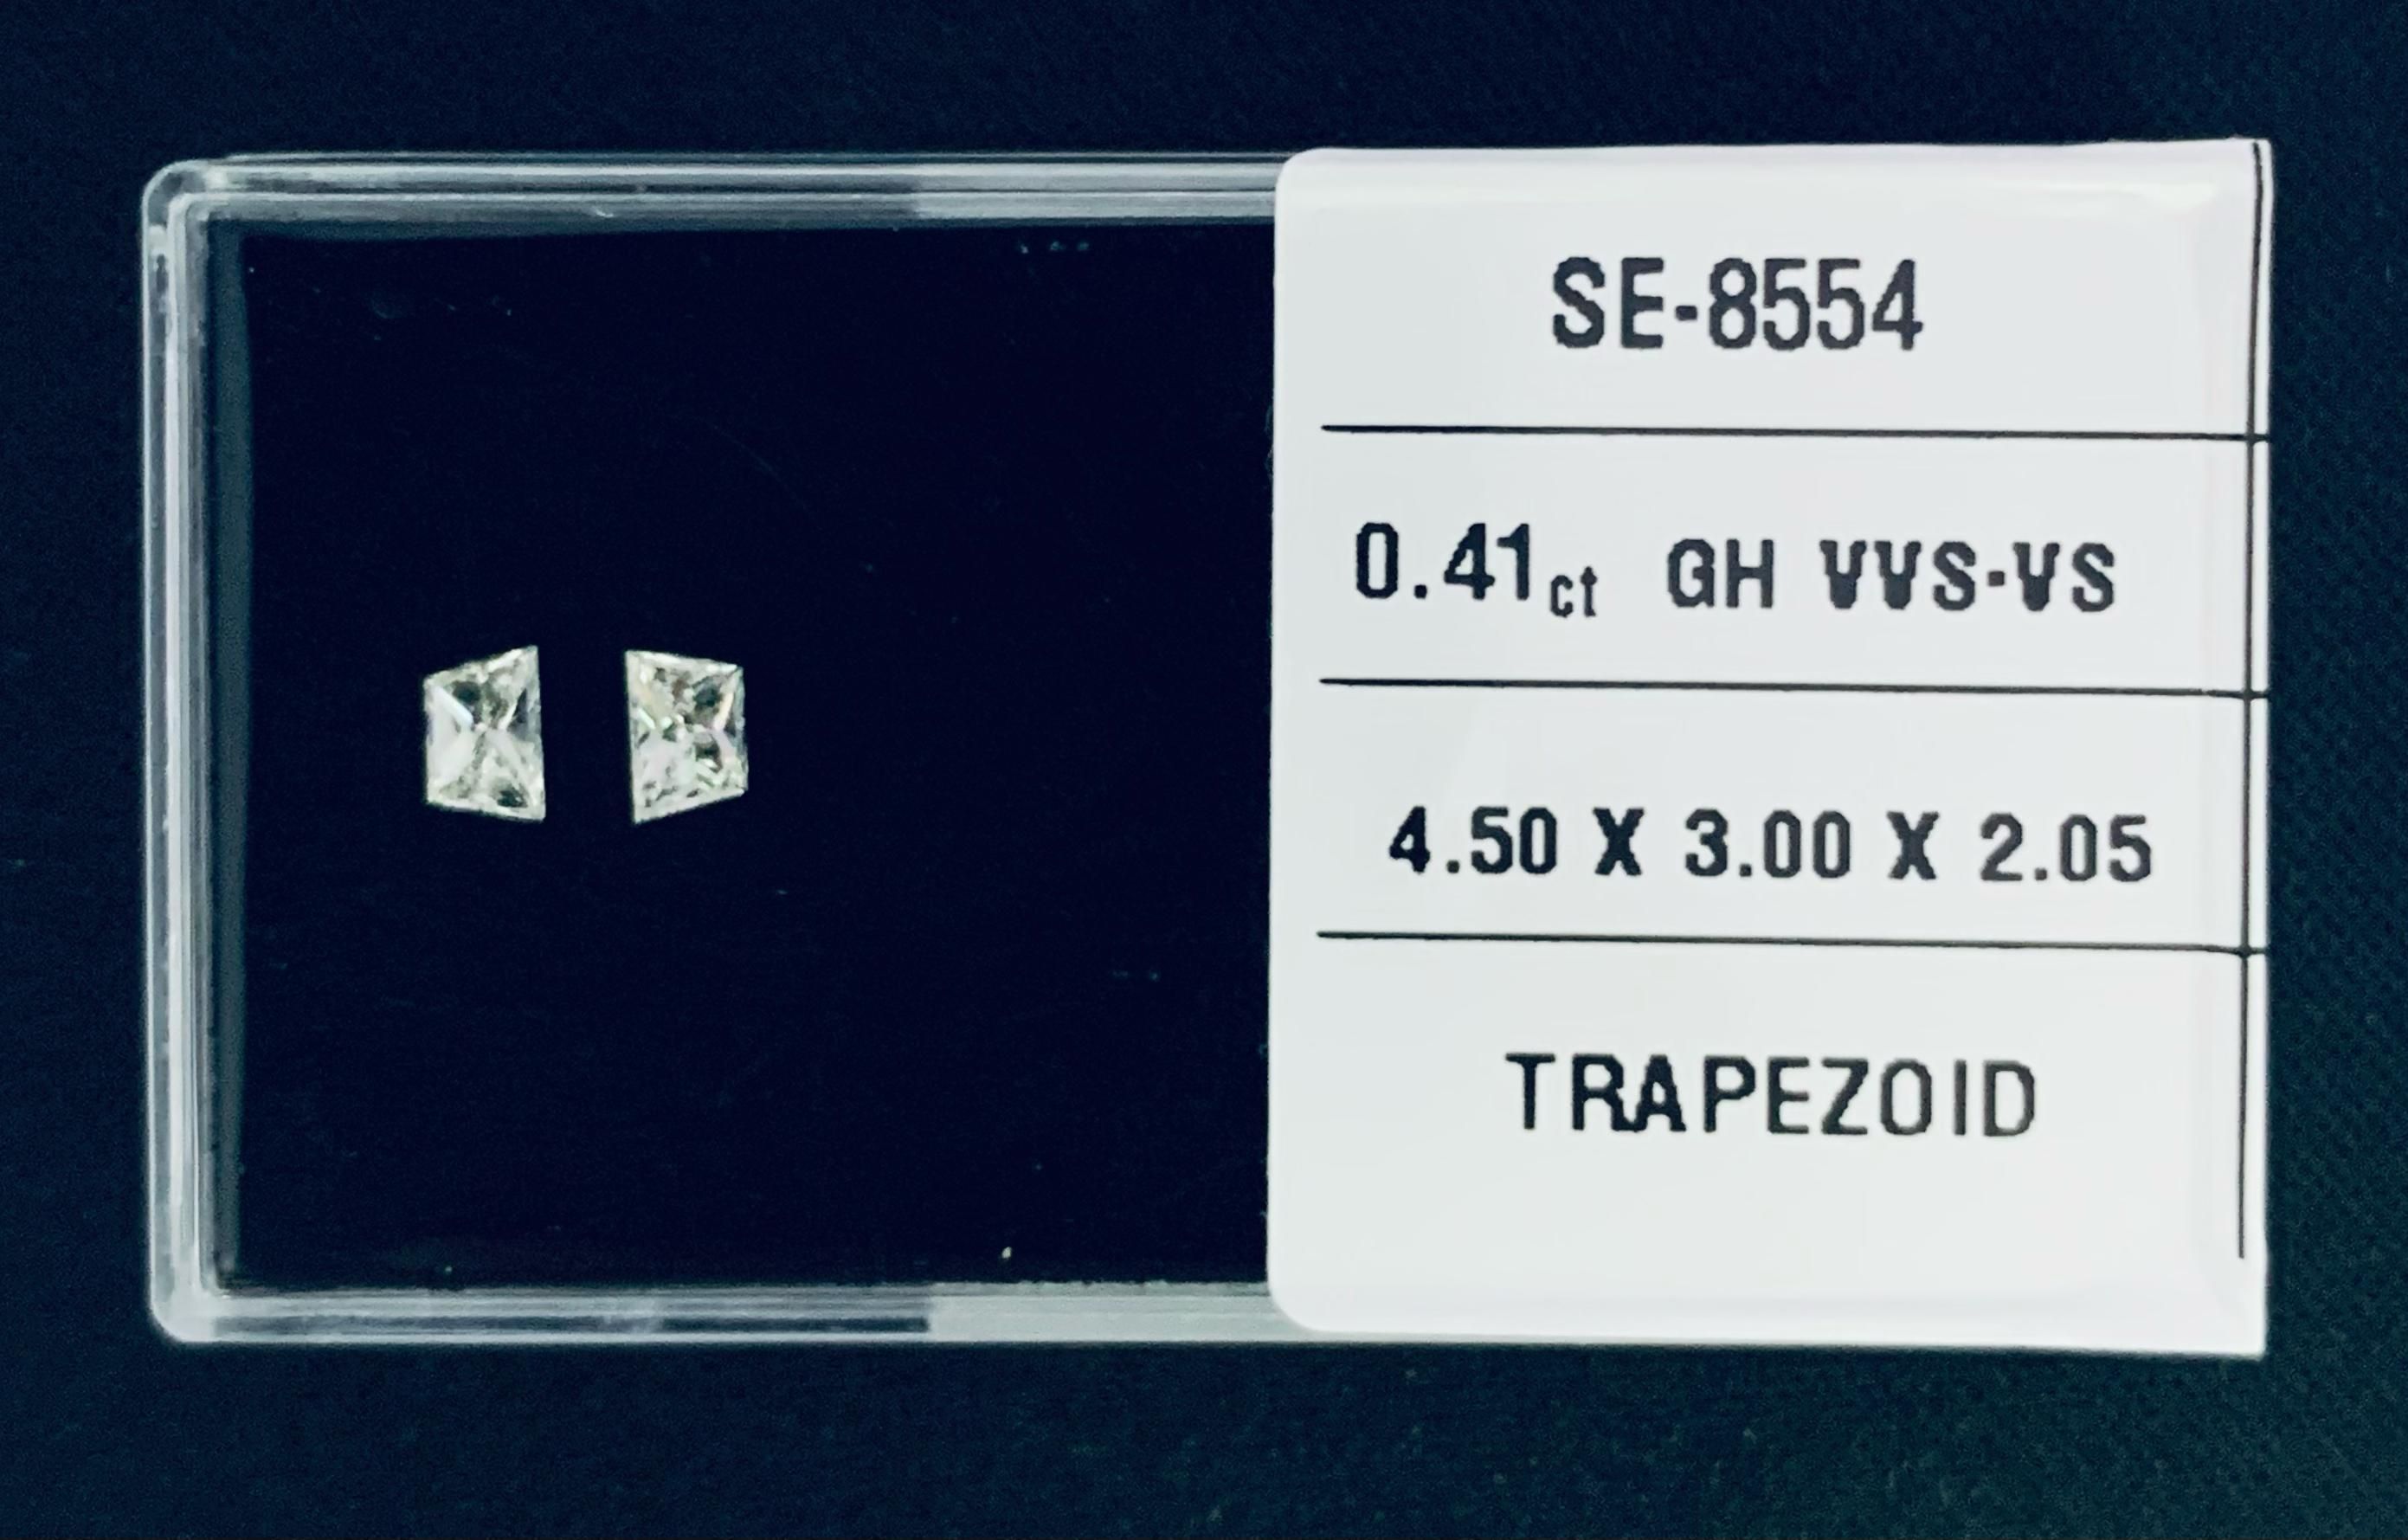 SE-8554
0.41ct GH VVS-VS
4.50 X 3.00 X 2.05
TRAPEZOID